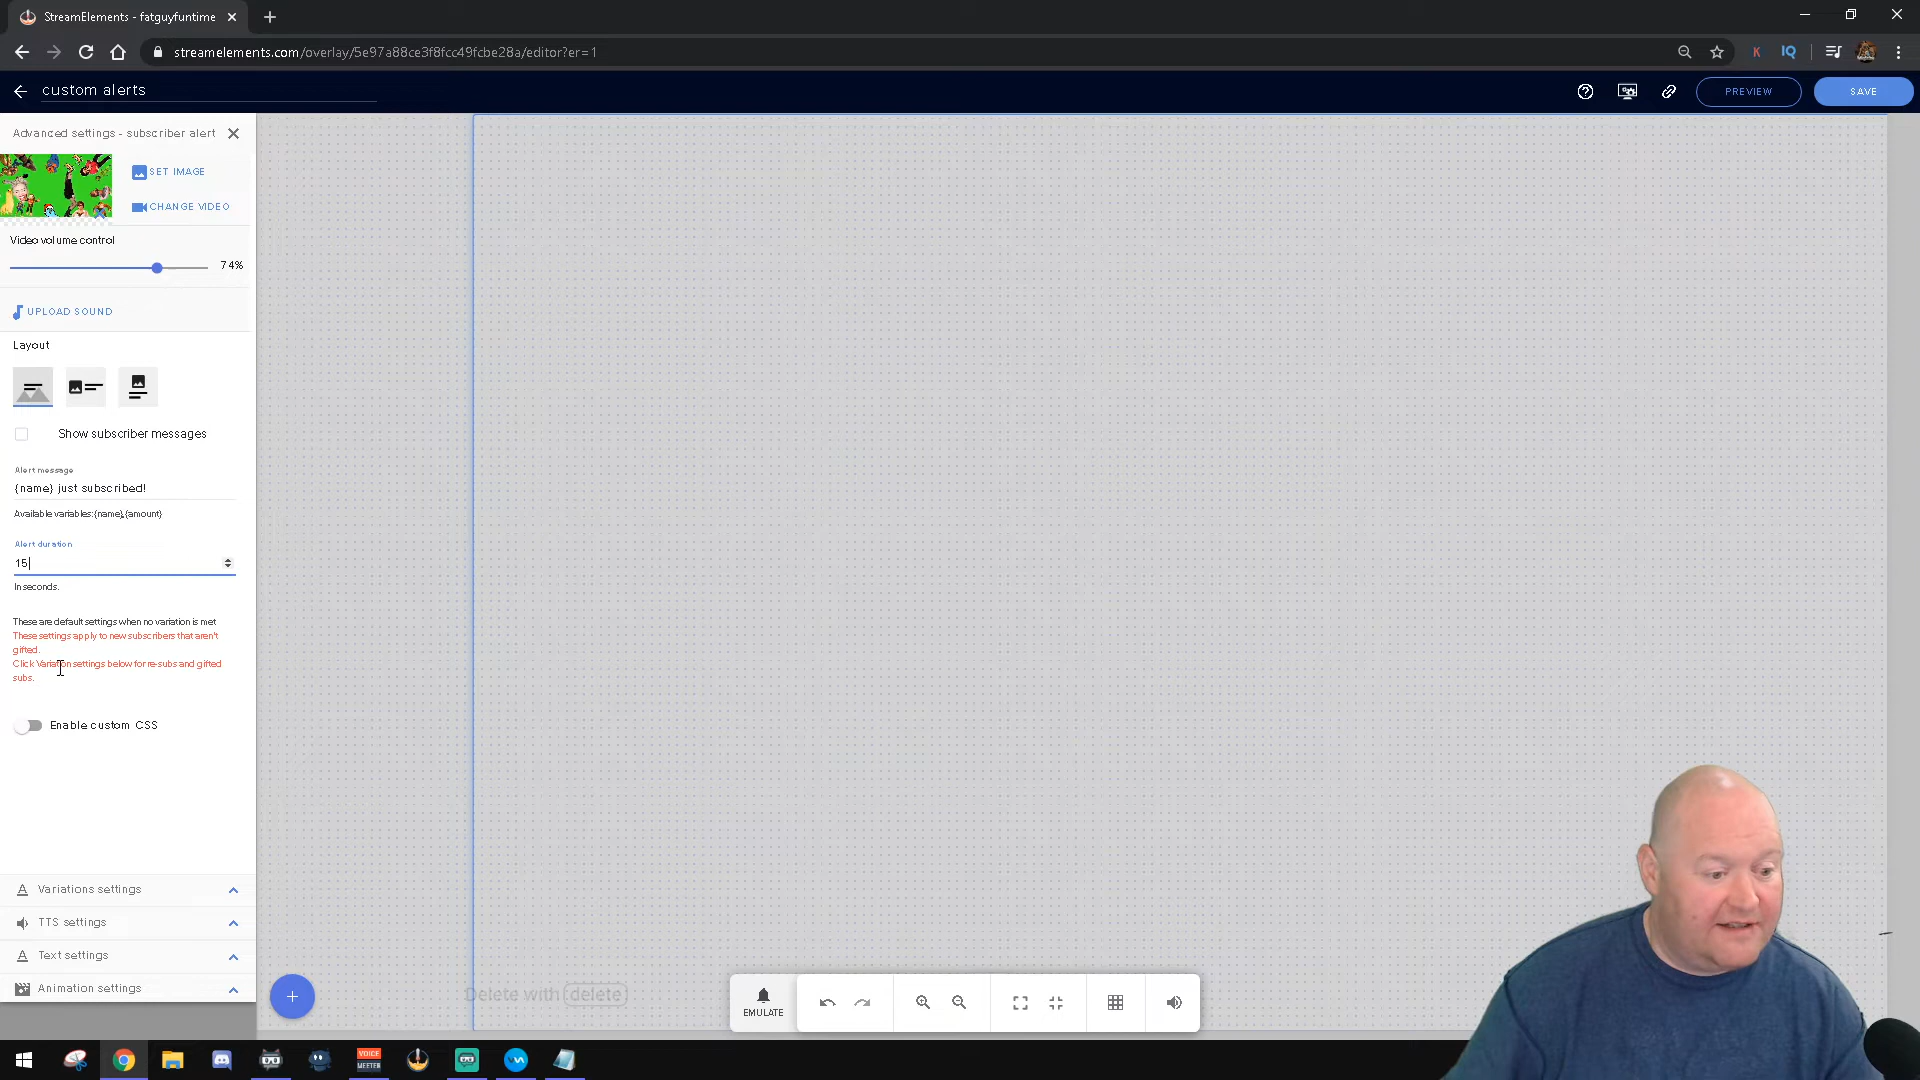 StreamElements - fatguyfuntime
streamelements.com/overlay/5e97a88ce3f8fcc49fcbe28a/editor?er=1
K
IQ
custom alerts
PREVIEW
SAVE
Advanced settings - subscriber alert
SET IMAGE
CHANGE VIDEO
Video volume control
74%
UPLOAD SOUND
Layout
Show subscriber messages
Alert message
{name} just subscribed!
Available variables:{name},{amount}
Alert duration
15
In seconds.
These are default settings when no variation is met
These settings apply to new subscribers that aren't
gifted.
Click Variation settings below for re-subs and gifted
subs.
Enable custom CSS
Variations settings
TTS settings
Text settings
Animation settings
Delete with delete
EMULATE
VOICE
MEETER